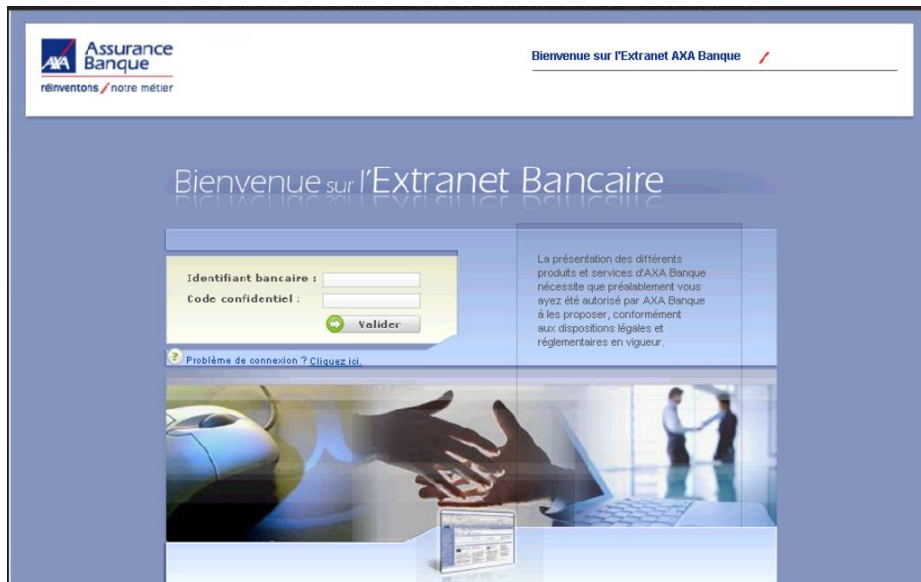 AXA
Assurance
Banque
réinventons / notre métier
Bienvenue sur l'Extranet AXA Banque
Bienvenue sur l'Extranet Bancaire
Identifiant bancaire :
Code confidentiel :
Valider
? Problème de connexion ? Cliquez ici.
La présentation des différents
produits et services d'AXA Banque
nécessite que préalablement vous
ayez été autorisé par AXA Banque
à les proposer, conformément
aux dispositions légales et
réglementaires en vigueur.